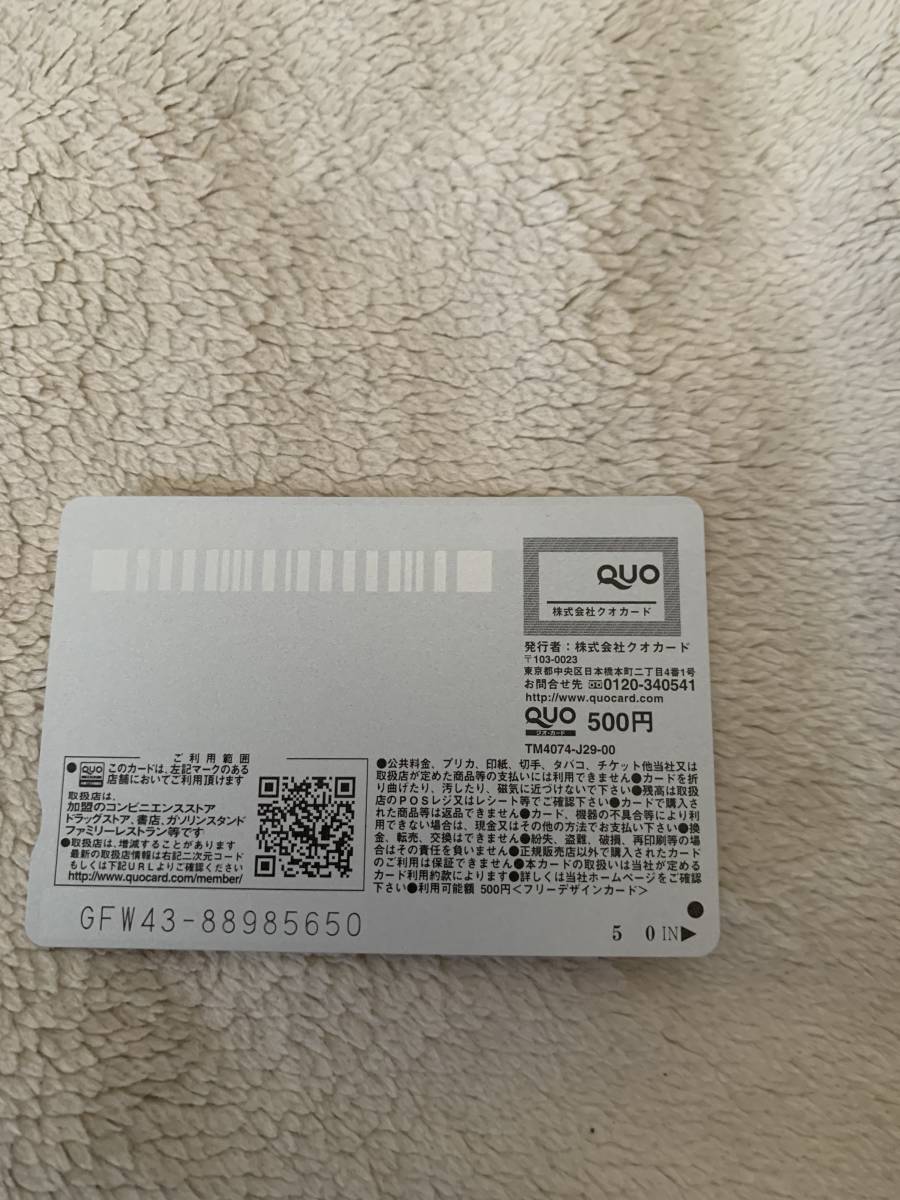 QUO
株式会社クオカード
発行者：株式会社クオカード
〒103-0023
東京都中央区日本橋本町二丁目4番1号
お問合せ先 0120-340541
http://www.quocard.com
QUO 500円
クオ・カード
TM4074-J29-00
ご利用範囲
●QUO このカードは、左記マークのある
店舗においてご利用頂けます
取扱店は、
加盟のコンビニエンスストア
ドラッグストア、書店、ガソリンスタンド
ファミリーレストラン等です
●取扱店は、増減することがあります
最新の取扱店情報は右記二次元コード
もしくは下記URLよりご確認ください
http://www.quocard.com/member/
●公共料金、プリカ、印紙、切手、タバコ、チケット他当社又は
取扱店が定めた商品等の支払いには利用できません●カードを折
り曲げたり、汚したり、磁気に近づけないで下さい●残高は取扱
店のPOSレジ又はレシート等でご確認下さい●カードで購入さ
れた商品等は返品できません●カード、機器の不具合等により利
用できない場合は、現金又はその他の方法でお支払い下さい●換
金、転売、交換はできません●紛失、盗難、破損、再印刷等の場
合はその責任を負いません●正規販売店以外で購入されたカード
のご利用は保証できません●本カードの取扱いは当社が定める
カード利用約款によります●詳しくは当社ホームページをご確認
下さい●利用可能額 500円＜フリーデザインカード＞
GFW43-88985650
5 0 IN▶